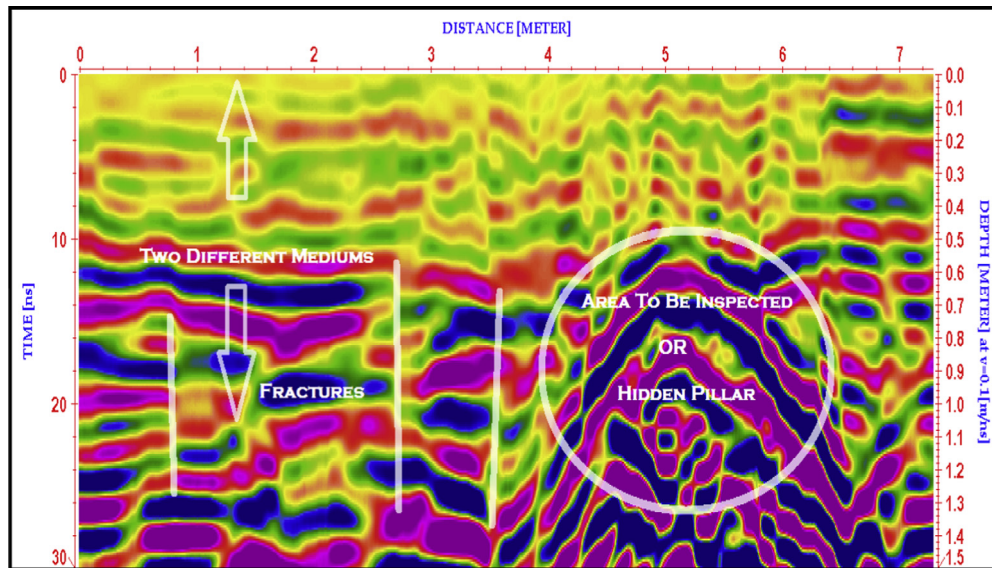 DISTANCE [METER]
0 1 2 3 4 5 6 7
0
10
20
30
TIME [ns]
TWO DIFFERENT MEDIUMS
FRACTURES
AREA TO BE INSPECTED
OR
HIDDEN PILLAR
0.0
0.1
0.2
0.3
0.4
0.5
0.6
0.7
0.8
0.9
1.0
1.1
1.2
1.3
1.4
1.5
DEPTH [METER] at v=0.1[m/ns]